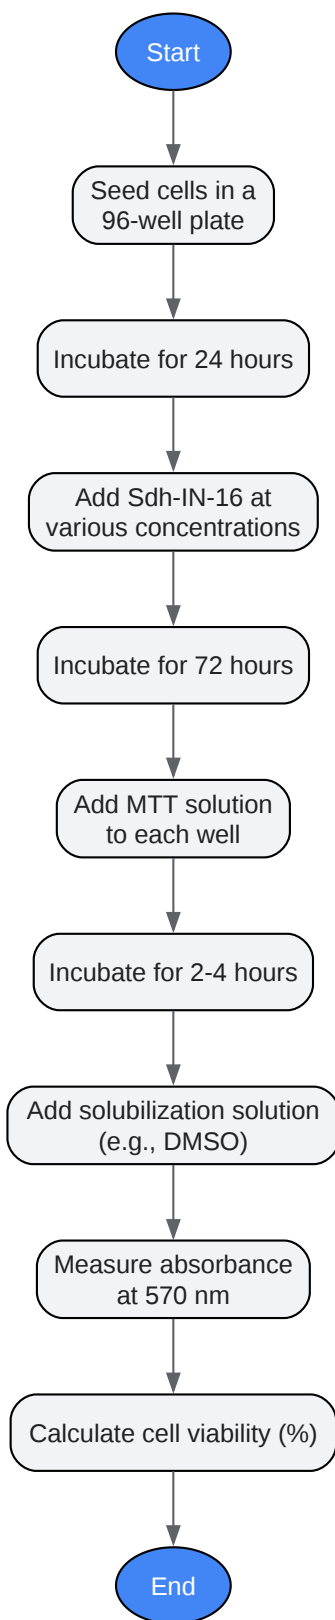 Start
Seed cells in a
96-well plate
Incubate for 24 hours
Add Sdh-IN-16 at
various concentrations
Incubate for 72 hours
Add MTT solution
to each well
Incubate for 2-4 hours
Add solubilization solution
(e.g., DMSO)
Measure absorbance
at 570 nm
Calculate cell viability (%)
End